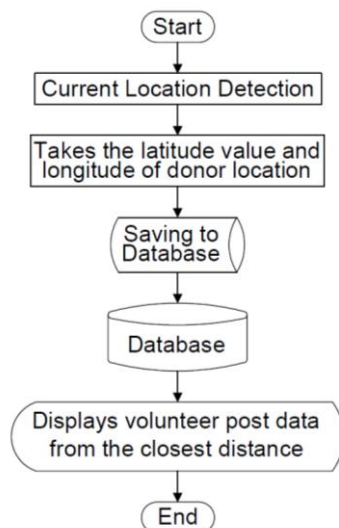 Start
Current Location Detection
Takes the latitude value and
longitude of donor location
Saving to
Database
Database
Displays volunteer post data
from the closest distance
End